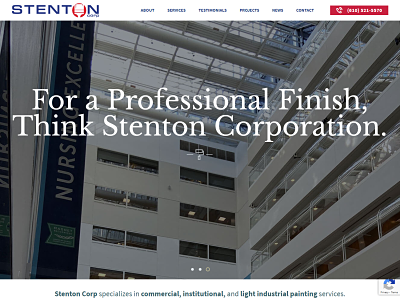 STENTON
CORP
ABOUT SERVICES TESTIMONIALS PROJECTS NEWS CONTACT
(610) 521-5570
For a Professional Finish,
Think Stenton Corporation.
NURSING EXCELLE
Stenton Corp specializes in commercial, institutional, and light industrial painting services.